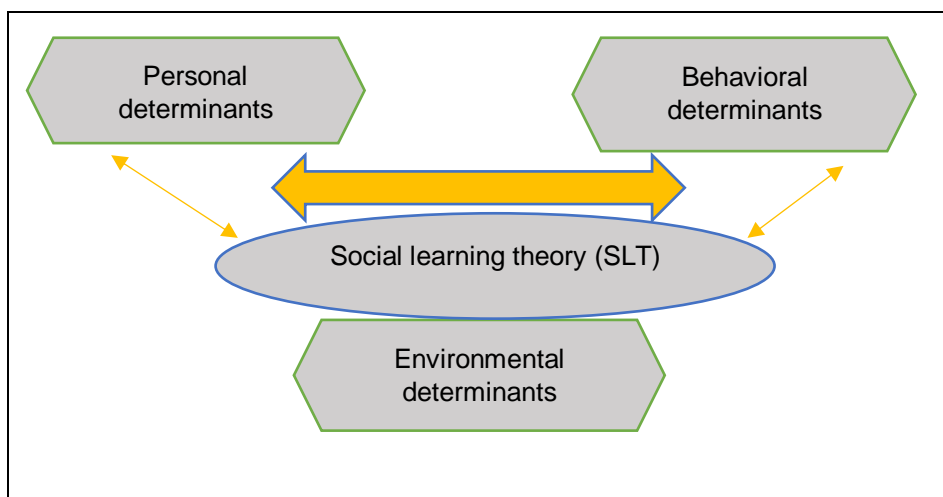 Personal
determinants
Behavioral
determinants
Social learning theory (SLT)
Environmental
determinants